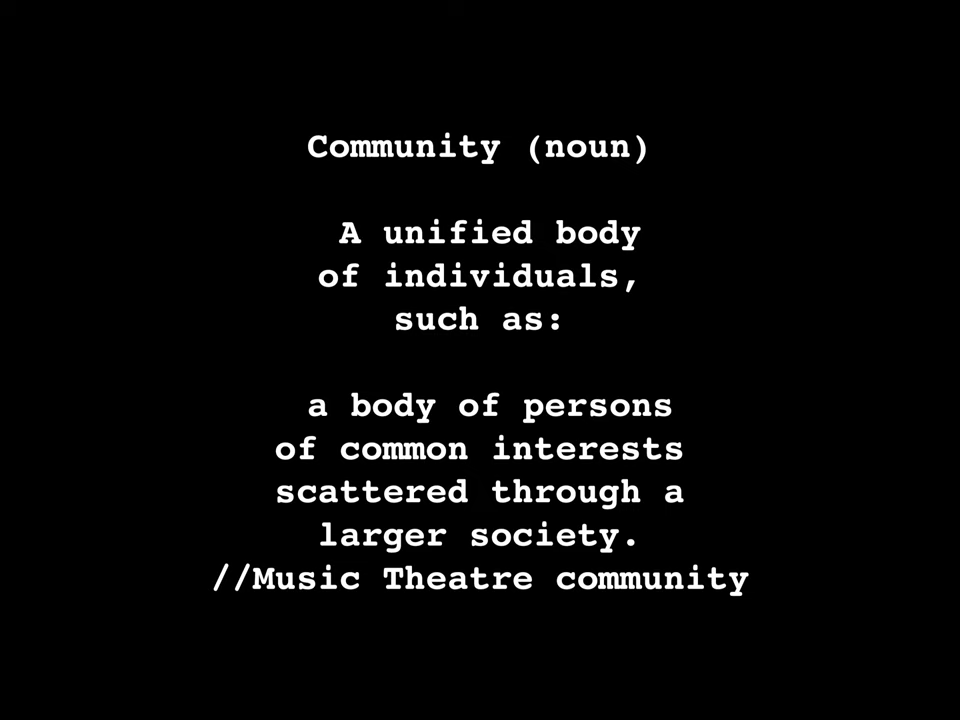 Community (noun)
A unified body
of individuals,
such as:
a body of persons
of common interests
scattered through a
larger society.
//Music Theatre community